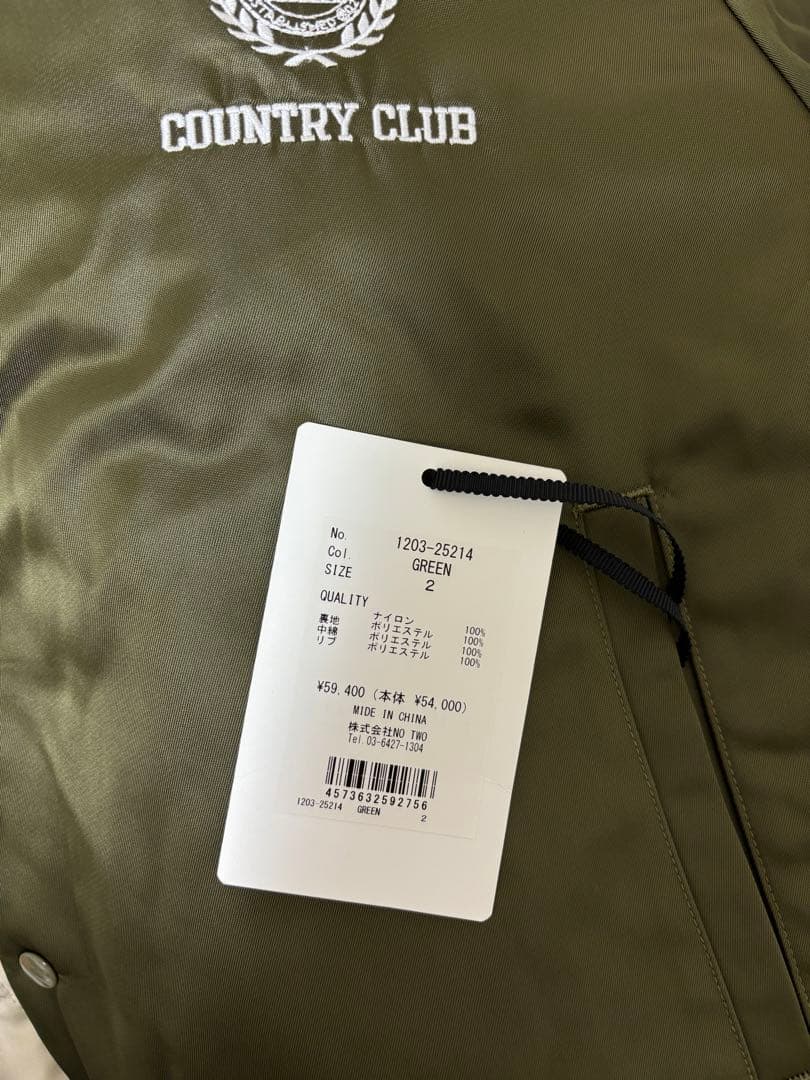 ESTABLISHED
COUNTRY CLUB
No. 1203-25214
Col. GREEN
SIZE 2
QUALITY
ナイロン 100%
裏地 ポリエステル 100%
中綿 ポリエステル 100%
リブ ポリエステル 100%
¥59,400 (本体 ¥54,000)
MIDE IN CHINA
株式会社NO TWO
Tel.03-6427-1304
4573632592756
1203-25214 GREEN 2